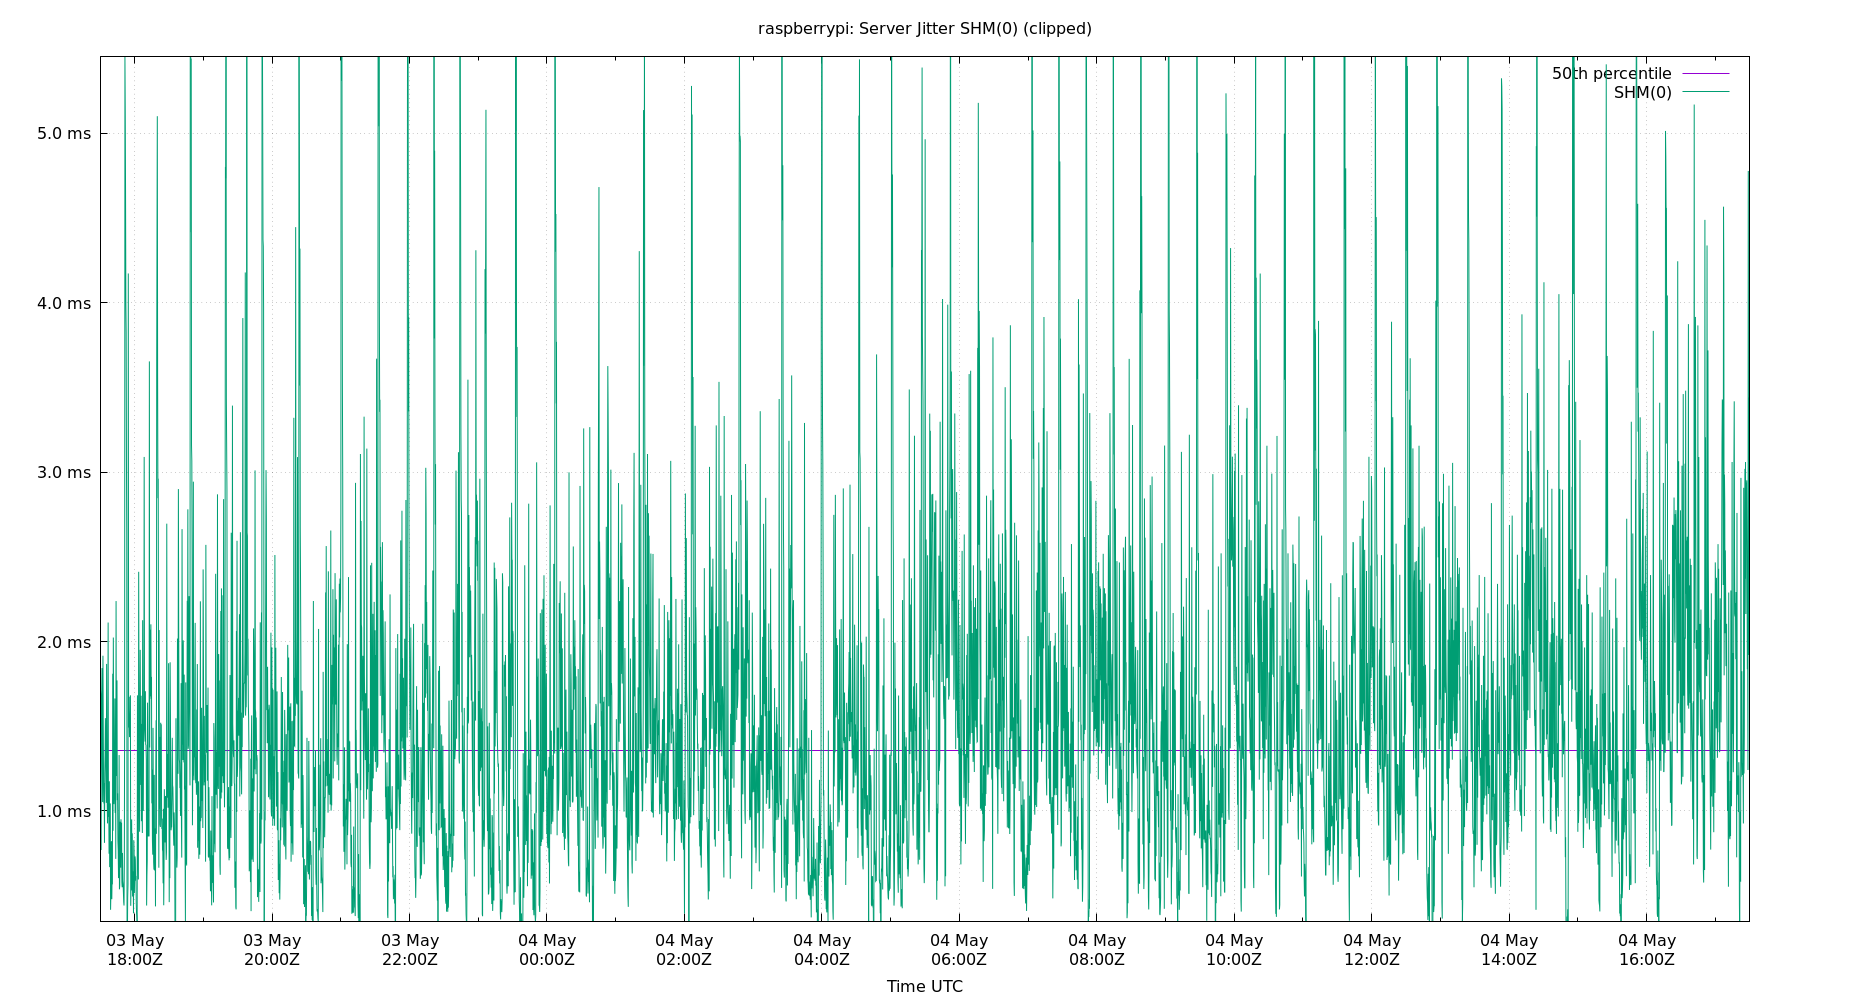 raspberrypi: Server Jitter SHM(0) (clipped)
50th percentile
SHM(0)
5.0 ms
4.0 ms
3.0 ms
2.0 ms
1.0 ms
03 May 03 May 03 May 04 May 04 May 04 May 04 May 04 May 04 May 04 May 04 May 04 May
18:00Z 20:00Z 22:00Z 00:00Z 02:00Z 04:00Z 06:00Z 08:00Z 10:00Z 12:00Z 14:00Z 16:00Z
Time UTC